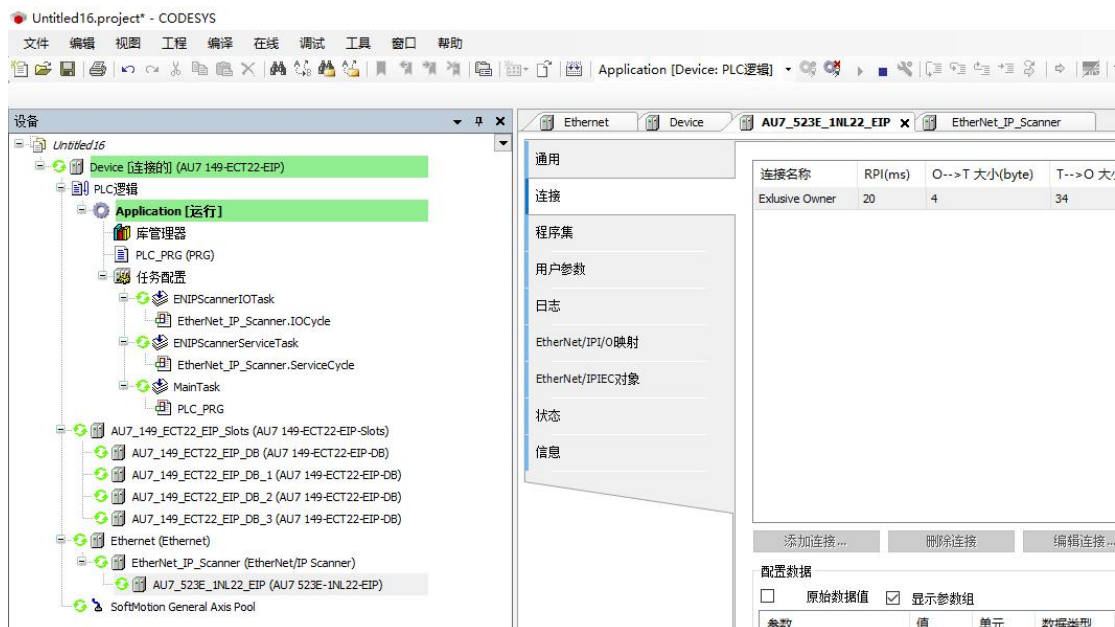 Untitled16.project* - CODESYS
文件 编辑 视图 工程 编译 在线 调试 工具 窗口 帮助
Application [Device: PLC逻辑]
设备
Untitled16
Device [连接的] (AU7 149-ECT22-EIP)
PLC逻辑
Application [运行]
库管理器
PLC_PRG (PRG)
任务配置
ENIPScannerIOTask
EtherNet_IP_Scanner.IOCycle
ENIPScannerServiceTask
EtherNet_IP_Scanner.ServiceCycle
MainTask
PLC_PRG
AU7_149_ECT22_EIP_Slots (AU7 149-ECT22-EIP-Slots)
AU7_149_ECT22_EIP_DB (AU7 149-ECT22-EIP-DB)
AU7_149_ECT22_EIP_DB_1 (AU7 149-ECT22-EIP-DB)
AU7_149_ECT22_EIP_DB_2 (AU7 149-ECT22-EIP-DB)
AU7_149_ECT22_EIP_DB_3 (AU7 149-ECT22-EIP-DB)
Ethernet (Ethernet)
EtherNet_IP_Scanner (EtherNet/IP Scanner)
AU7_523E_1NL22_EIP (AU7 523E-1NL22-EIP)
SoftMotion General Axis Pool
Ethernet Device AU7_523E_1NL22_EIP EtherNet_IP_Scanner
通用
连接
程序集
用户参数
日志
EtherNet/IPI/O映射
EtherNet/IPIEC对象
状态
信息
连接名称 RPI(ms) O-->T 大小(byte) T-->O 大
Exlusive Owner 20 4 34
添加连接... 删除连接 编辑连接...
配置数据
原始数据值 显示参数组
参数 值 单元 数据类型